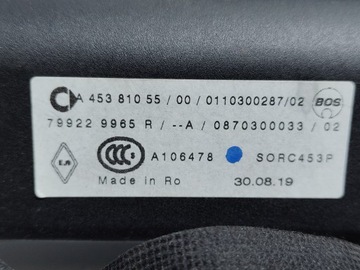 A 453 810 55 / 00 / 0110300287/02 BOS
79922 9965 R / --A / 0870300033 / 02
E.A CCC S A106478 SORC453P
Made in Ro 30.08.19